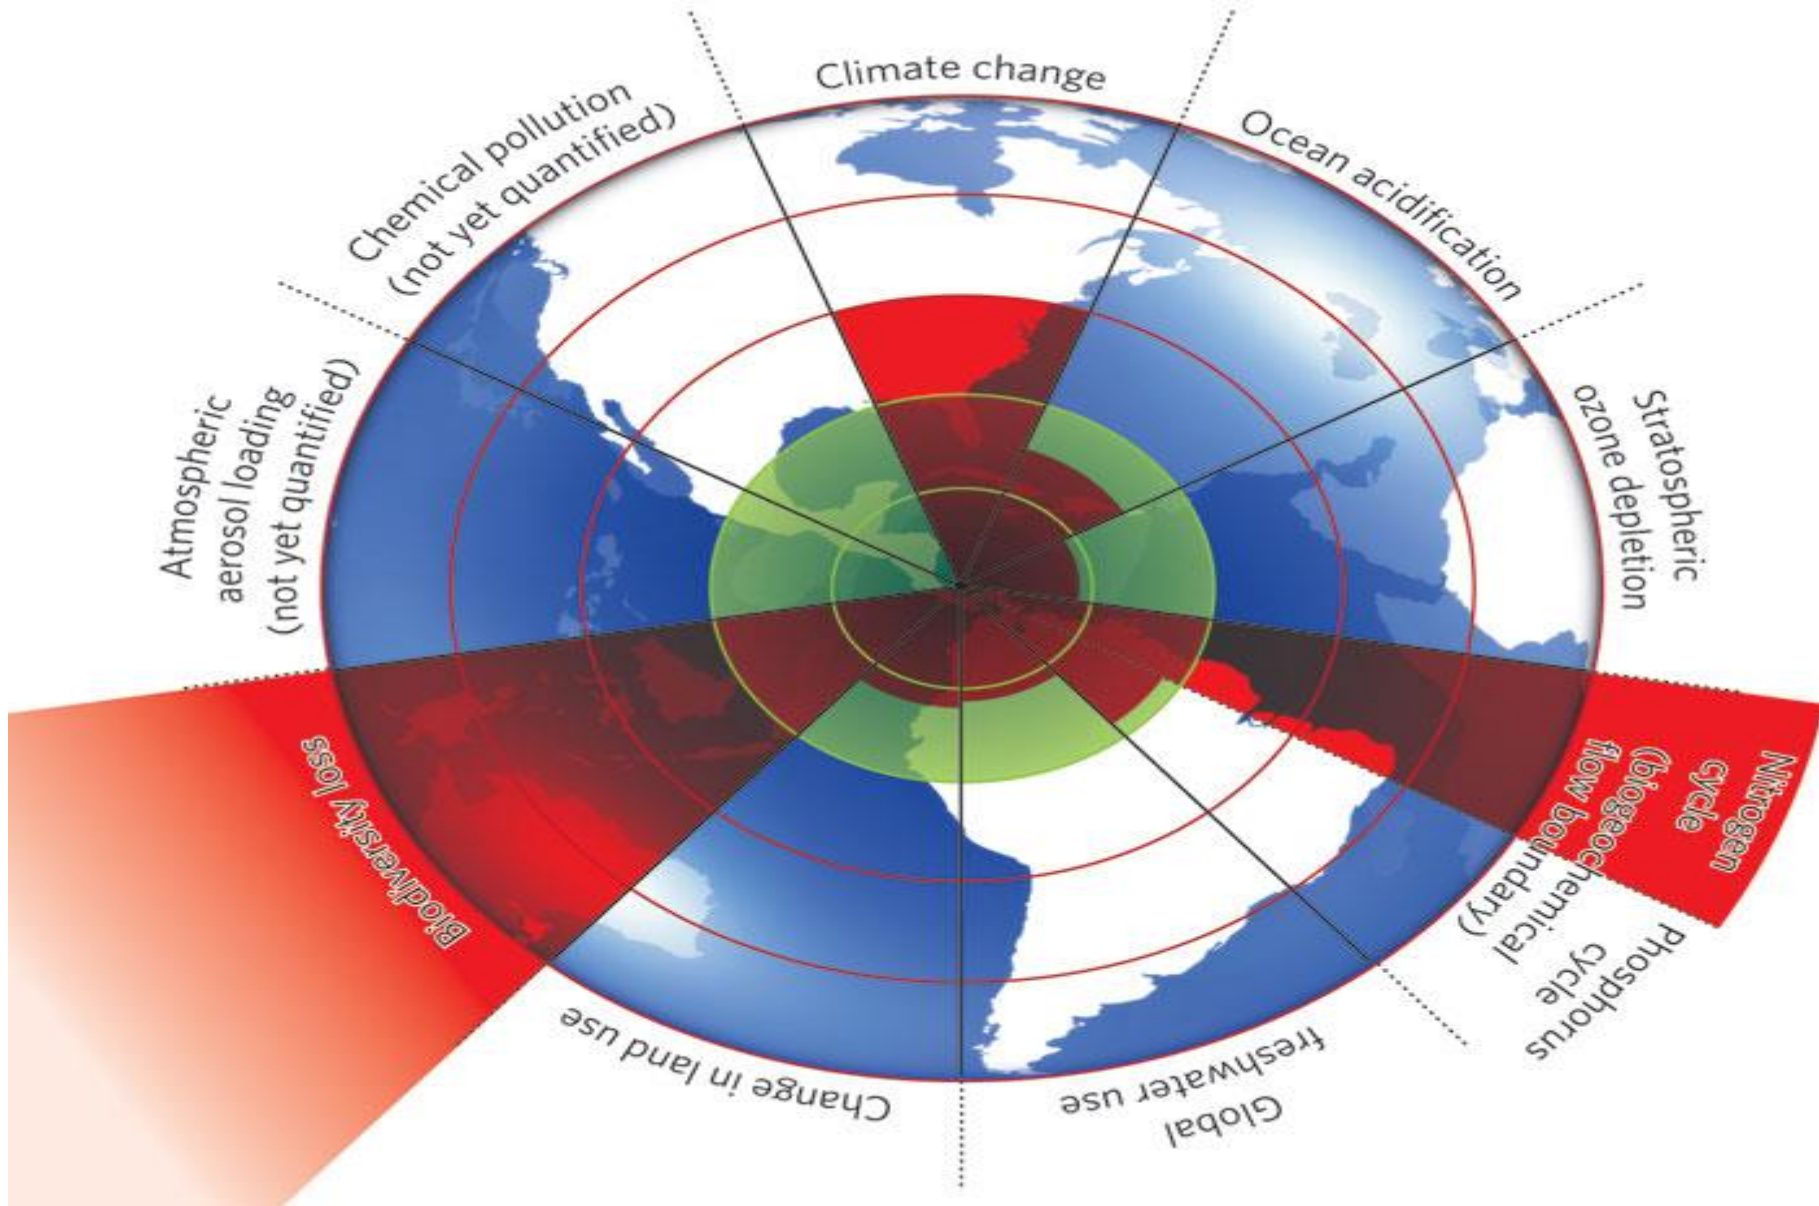 Climate change
Ocean acidification
Stratospheric
ozone depletion
Nitrogen
cycle
(biogeochemical
flow boundary)
Phosphorus
cycle
Global
freshwater use
Change in land use
Biodiversity loss
Atmospheric
aerosol loading
(not yet quantified)
Chemical pollution
(not yet quantified)